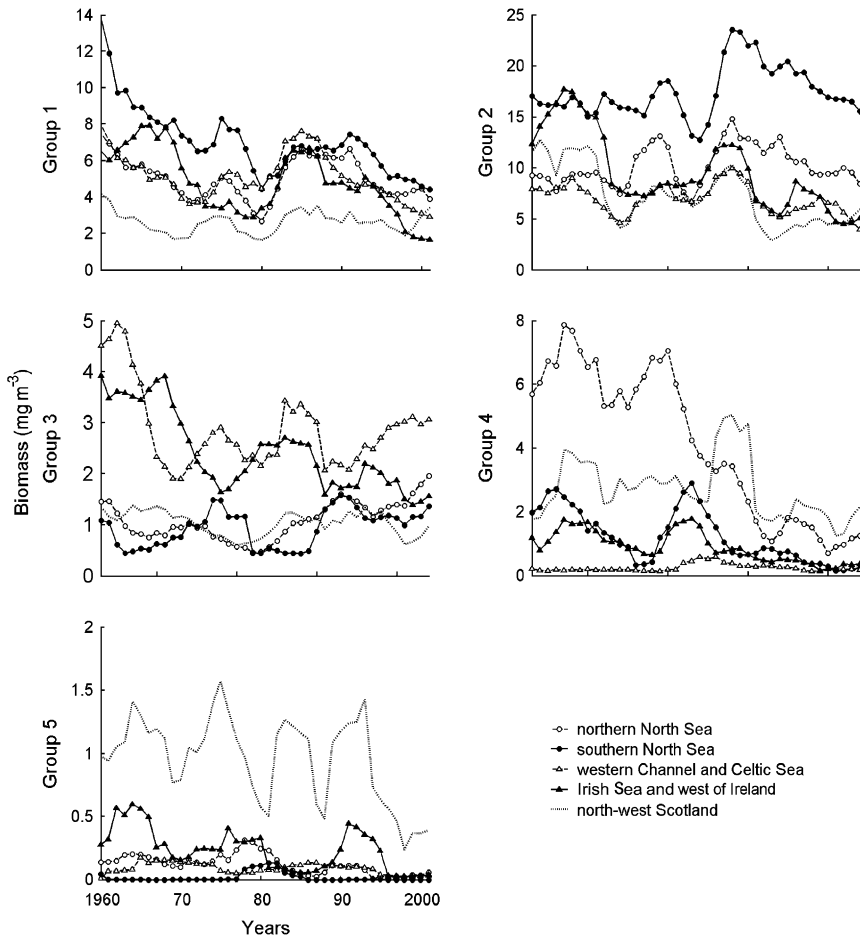 14
12
10
8
6
4
2
0
Group 1
25
20
15
10
5
0
Group 2
5
4
3
2
1
0
Group 3
Biomass (mg m-3)
8
6
4
2
0
Group 4
2
1.5
1
0.5
0
Group 5
1960 70 80 90 2000
Years
northern North Sea
southern North Sea
western Channel and Celtic Sea
Irish Sea and west of Ireland
north-west Scotland